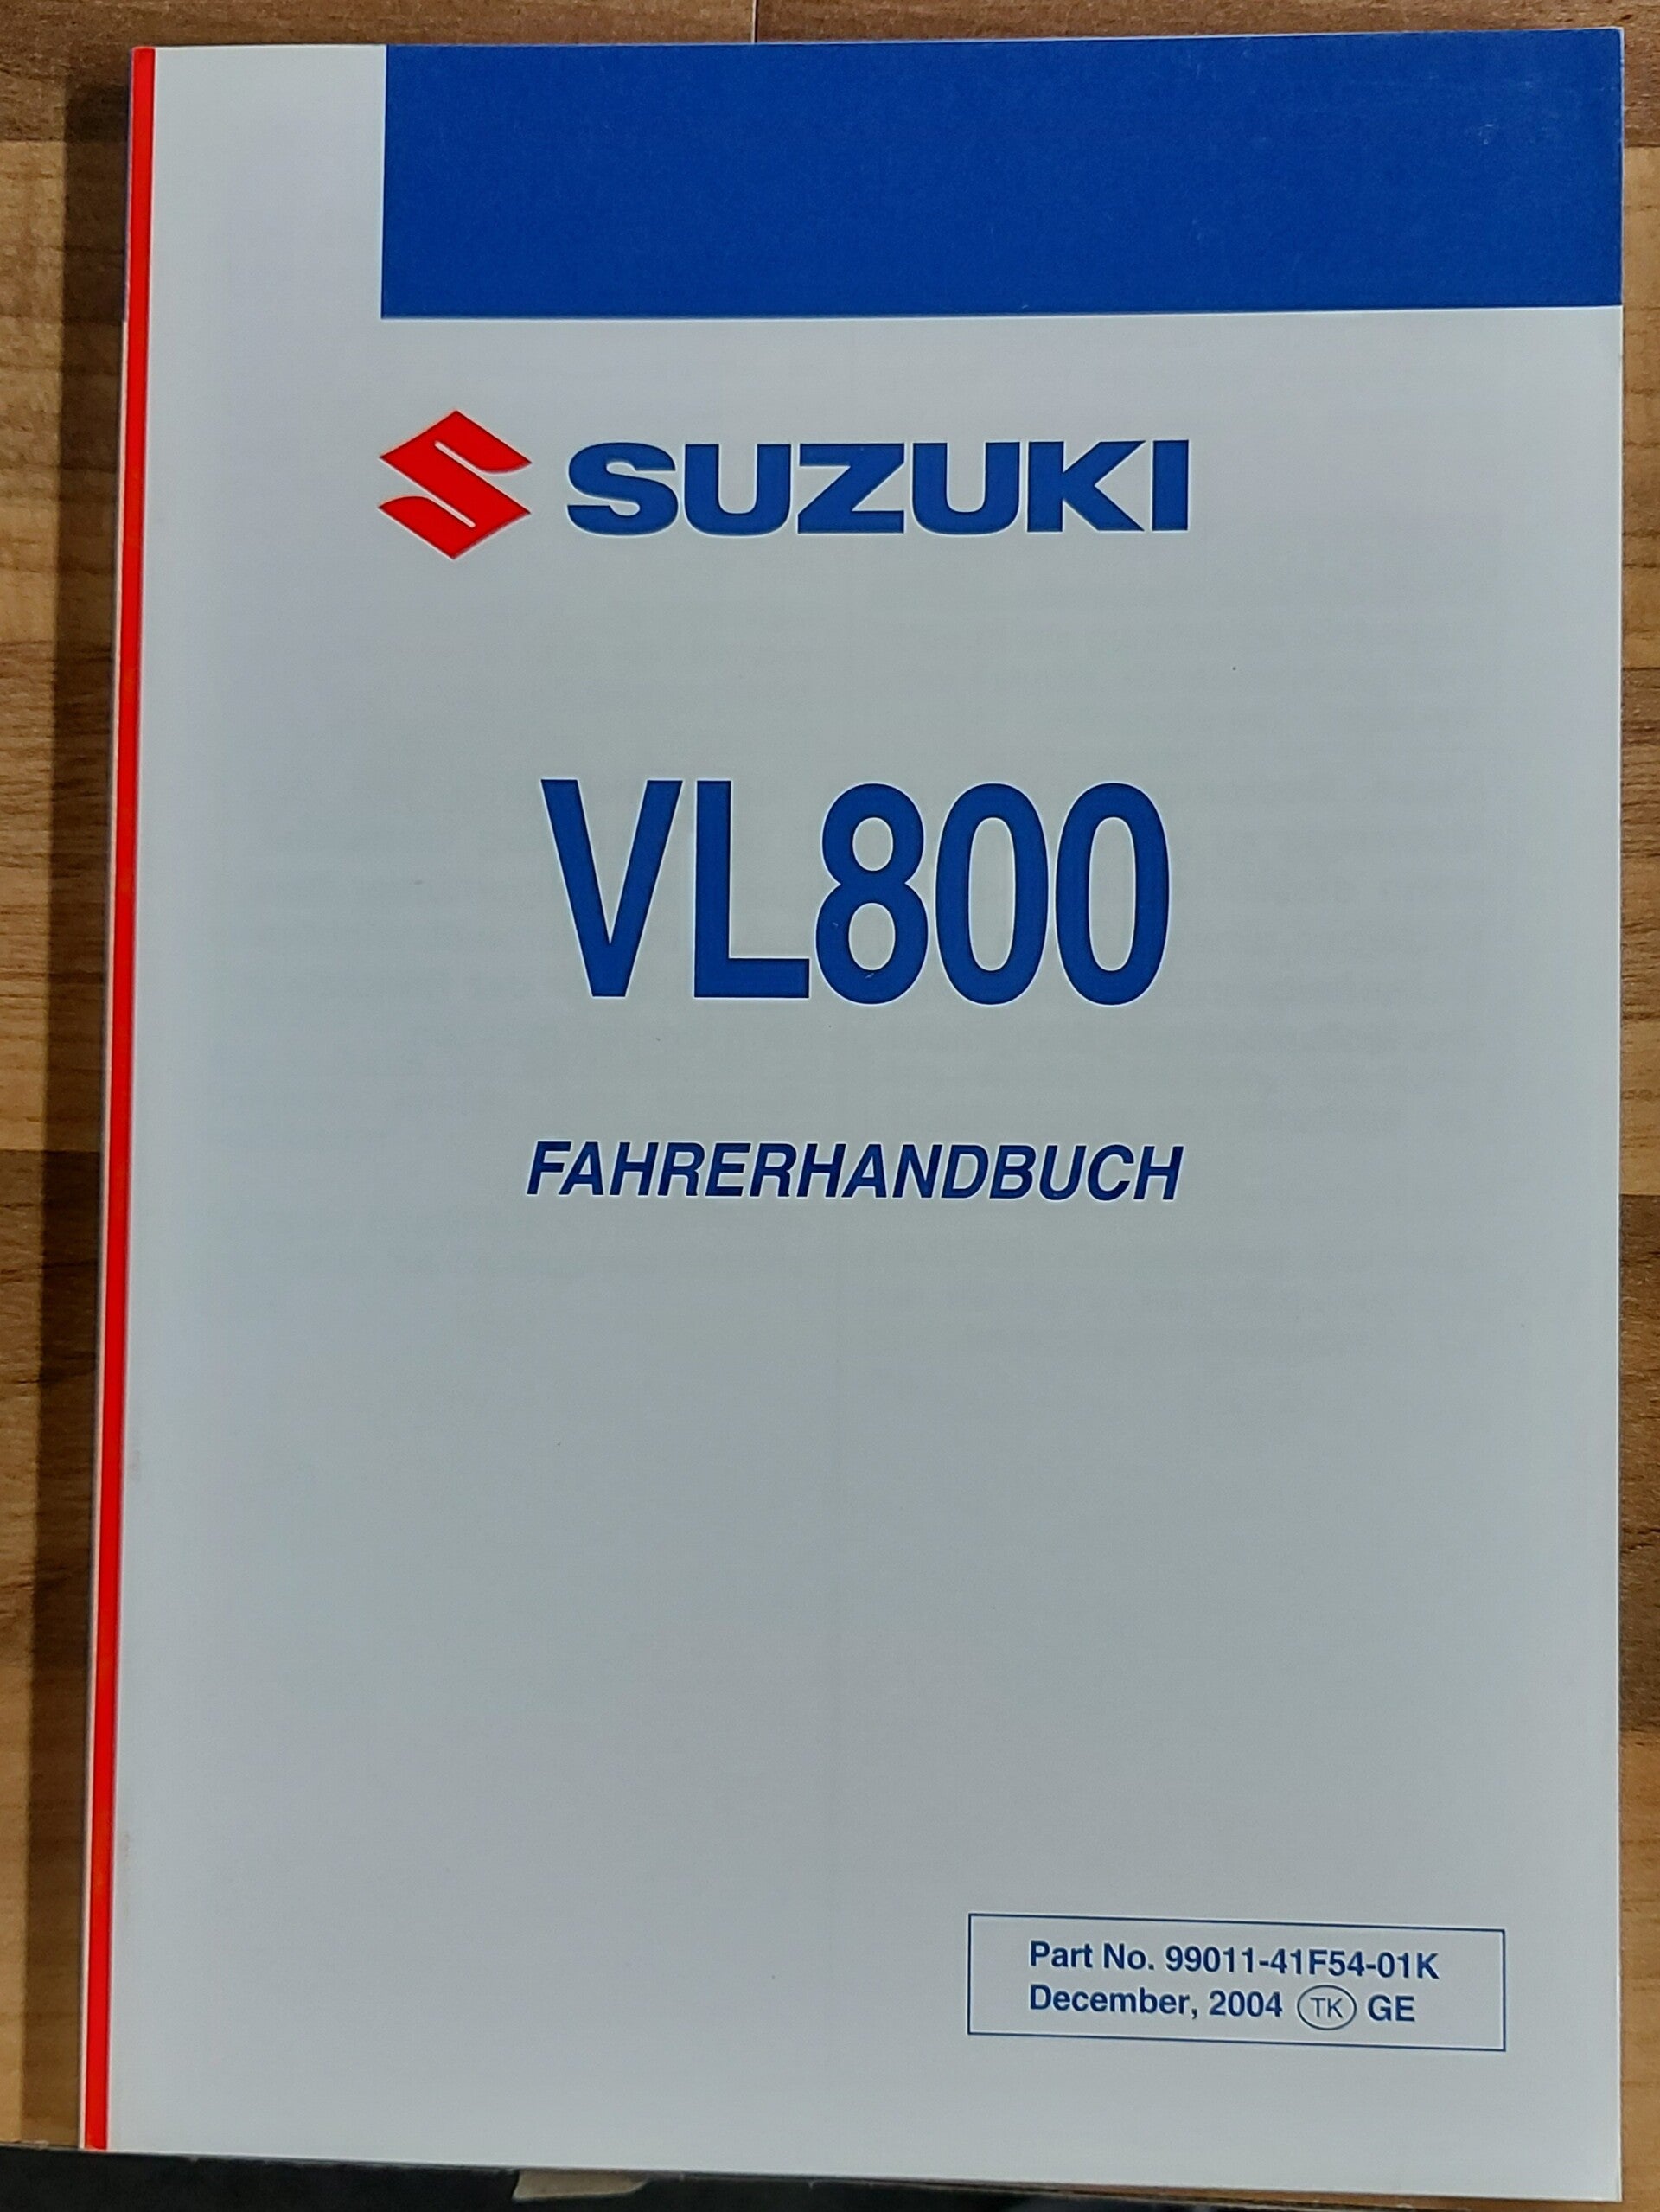 SUZUKI
VL800
FAHRERHANDBUCH
Part No. 99011-41F54-01K
December, 2004 TK GE